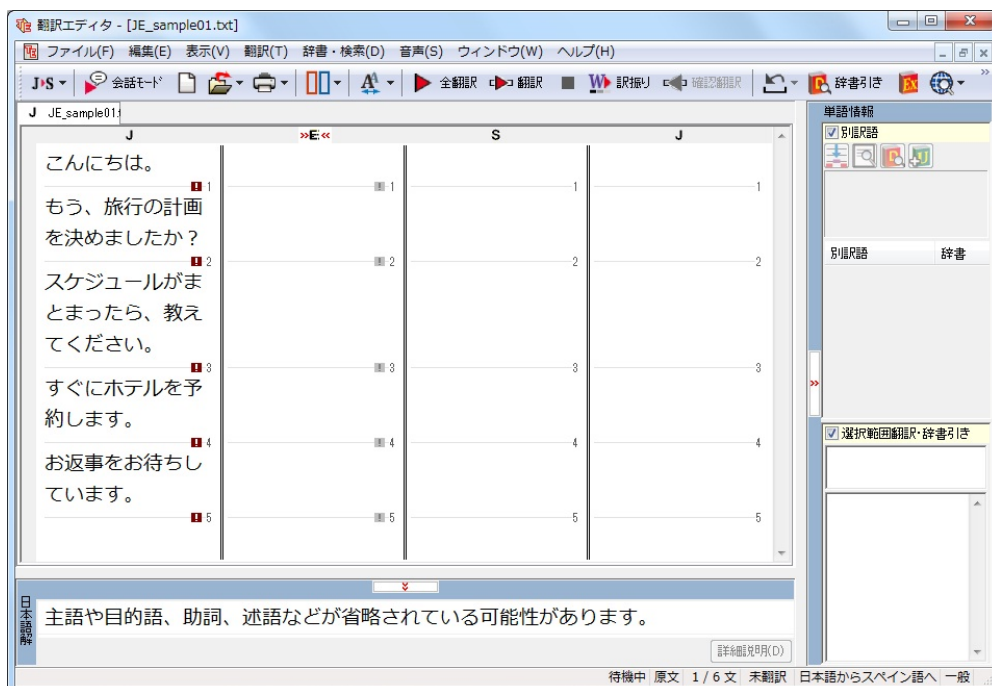 翻訳エディタ - [JE_sample01.txt]
ファイル(F) 編集(E) 表示(V) 翻訳(T) 辞書・検索(D) 音声(S) ウィンドウ(W) ヘルプ(H)
J▸S 会話モード 全翻訳 翻訳 訳振り 確認翻訳 辞書引き
J JE_sample01
単語情報
J »E« S J
別訳語
こんにちは。
1 1 1 1
もう、旅行の計画
を決めましたか?
2 2 2 2
別訳語 辞書
スケジュールがま
とまったら、教え
てください。
3 3 3 3
すぐにホテルを予
約します。
4 4 4 4
選択範囲翻訳・辞書引き
お返事をお待ちし
ています。
5 5 5 5
日本語解
主語や目的語、助詞、述語などが省略されている可能性があります。
詳細説明(D)
待機中 原文 1 / 6 文 未翻訳 日本語からスペイン語へ 一般